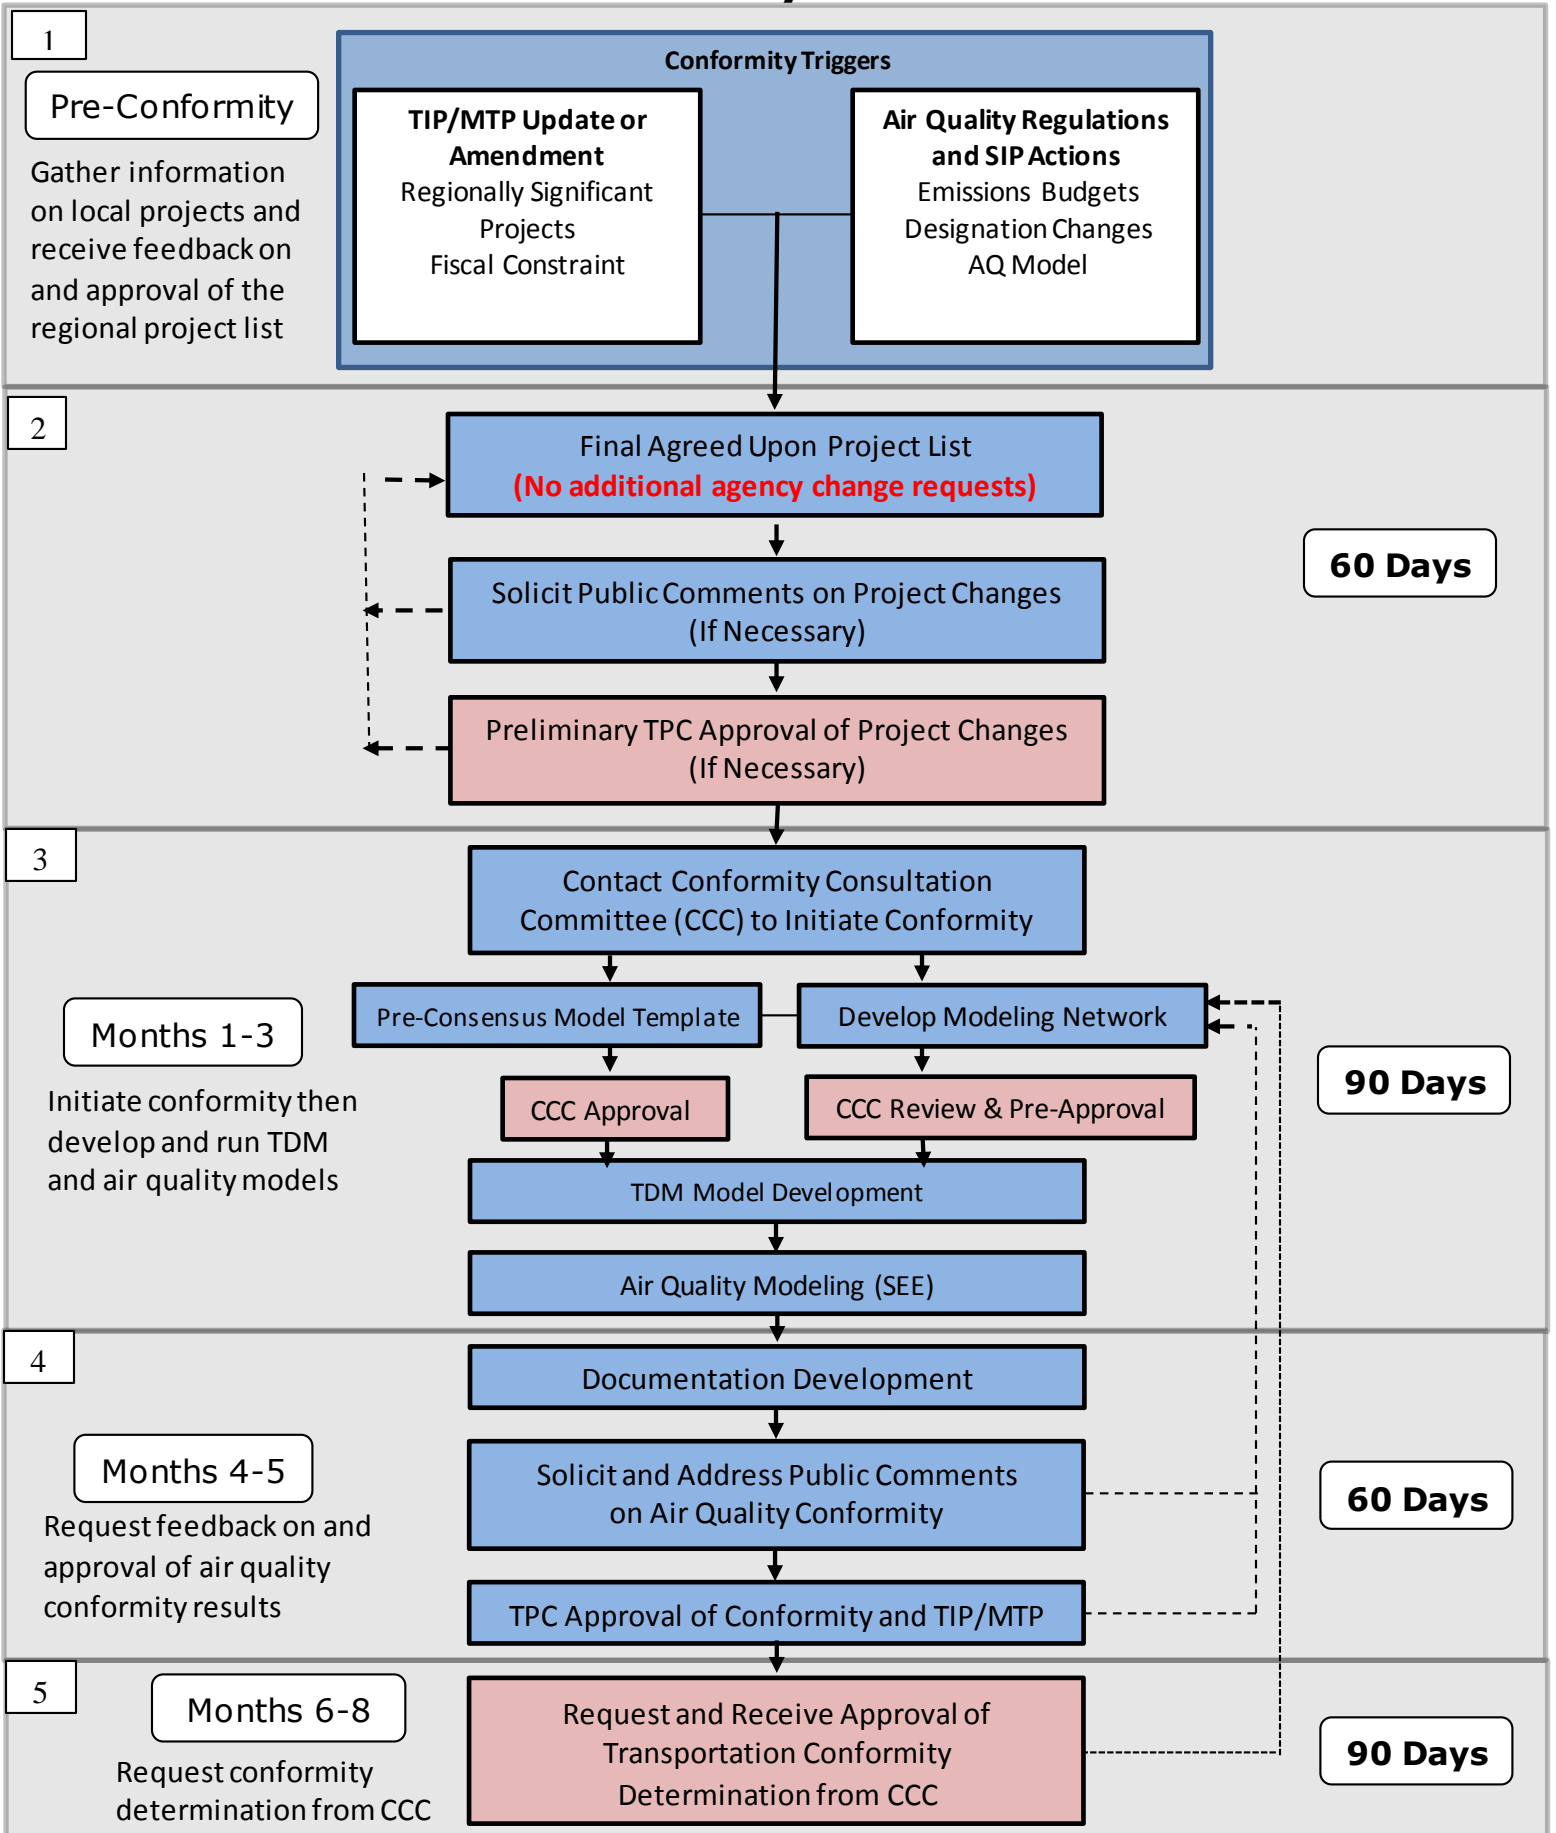 1
Pre-Conformity
Gather information
on local projects and
receive feedback on
and approval of the
regional project list
Conformity Triggers
TIP/MTP Update or
Amendment
Regionally Significant
Projects
Fiscal Constraint
Air Quality Regulations
and SIP Actions
Emissions Budgets
Designation Changes
AQ Model
2
Final Agreed Upon Project List
(No additional agency change requests)
Solicit Public Comments on Project Changes
(If Necessary)
Preliminary TPC Approval of Project Changes
(If Necessary)
60 Days
3
Contact Conformity Consultation
Committee (CCC) to Initiate Conformity
Pre-Consensus Model Template
Develop Modeling Network
CCC Approval
CCC Review & Pre-Approval
TDM Model Development
Air Quality Modeling (SEE)
Months 1-3
Initiate conformity then
develop and run TDM
and air quality models
90 Days
4
Documentation Development
Solicit and Address Public Comments
on Air Quality Conformity
TPC Approval of Conformity and TIP/MTP
Months 4-5
Request feedback on and
approval of air quality
conformity results
60 Days
5
Months 6-8
Request conformity
determination from CCC
Request and Receive Approval of
Transportation Conformity
Determination from CCC
90 Days